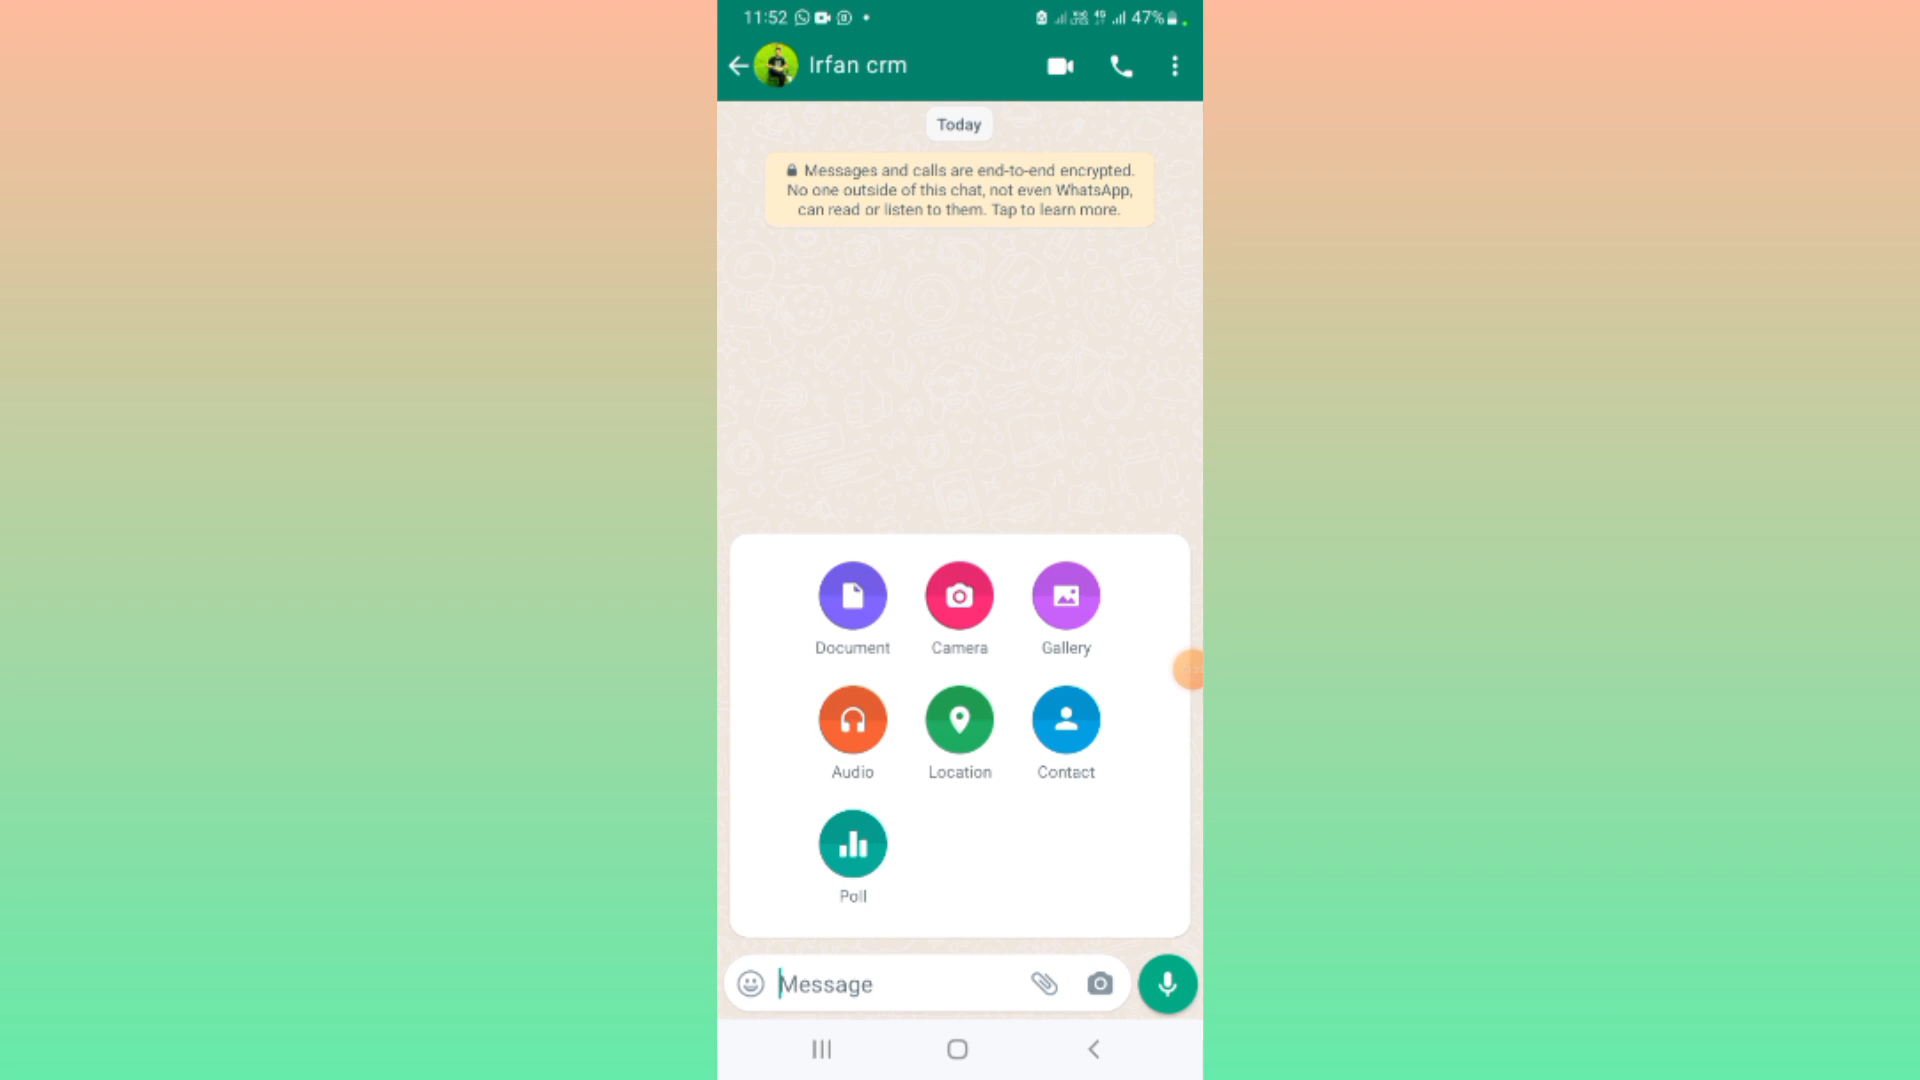 11:52
47%
Irfan crm
Today
Messages and calls are end-to-end encrypted.
No one outside of this chat, not even WhatsApp,
can read or listen to them. Tap to learn more.
Document
Camera
Gallery
Audio
Location
Contact
Poll
Message